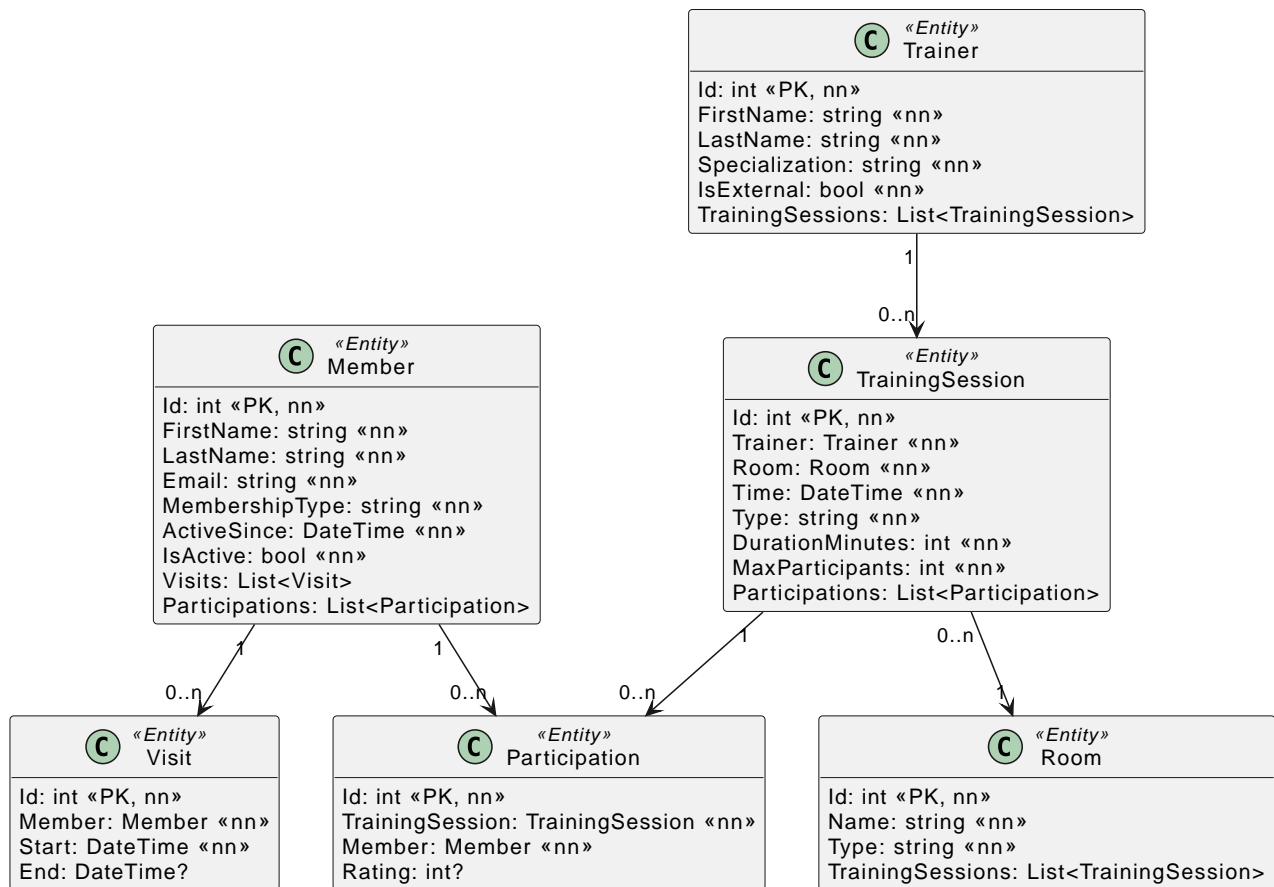 C
«Entity»
Trainer
Id: int «PK, nn»
FirstName: string «nn»
LastName: string «nn»
Specialization: string «nn»
IsExternal: bool «nn»
TrainingSessions: List<TrainingSession>
1
0..n
C
«Entity»
Member
Id: int «PK, nn»
FirstName: string «nn»
LastName: string «nn»
Email: string «nn»
MembershipType: string «nn»
ActiveSince: DateTime «nn»
IsActive: bool «nn»
Visits: List<Visit>
Participations: List<Participation>
C
«Entity»
TrainingSession
Id: int «PK, nn»
Trainer: Trainer «nn»
Room: Room «nn»
Time: DateTime «nn»
Type: string «nn»
DurationMinutes: int «nn»
MaxParticipants: int «nn»
Participations: List<Participation>
1
0..n
1
0..n
1
0..n
0..n
1
C
«Entity»
Visit
Id: int «PK, nn»
Member: Member «nn»
Start: DateTime «nn»
End: DateTime?
C
«Entity»
Participation
Id: int «PK, nn»
TrainingSession: TrainingSession «nn»
Member: Member «nn»
Rating: int?
C
«Entity»
Room
Id: int «PK, nn»
Name: string «nn»
Type: string «nn»
TrainingSessions: List<TrainingSession>